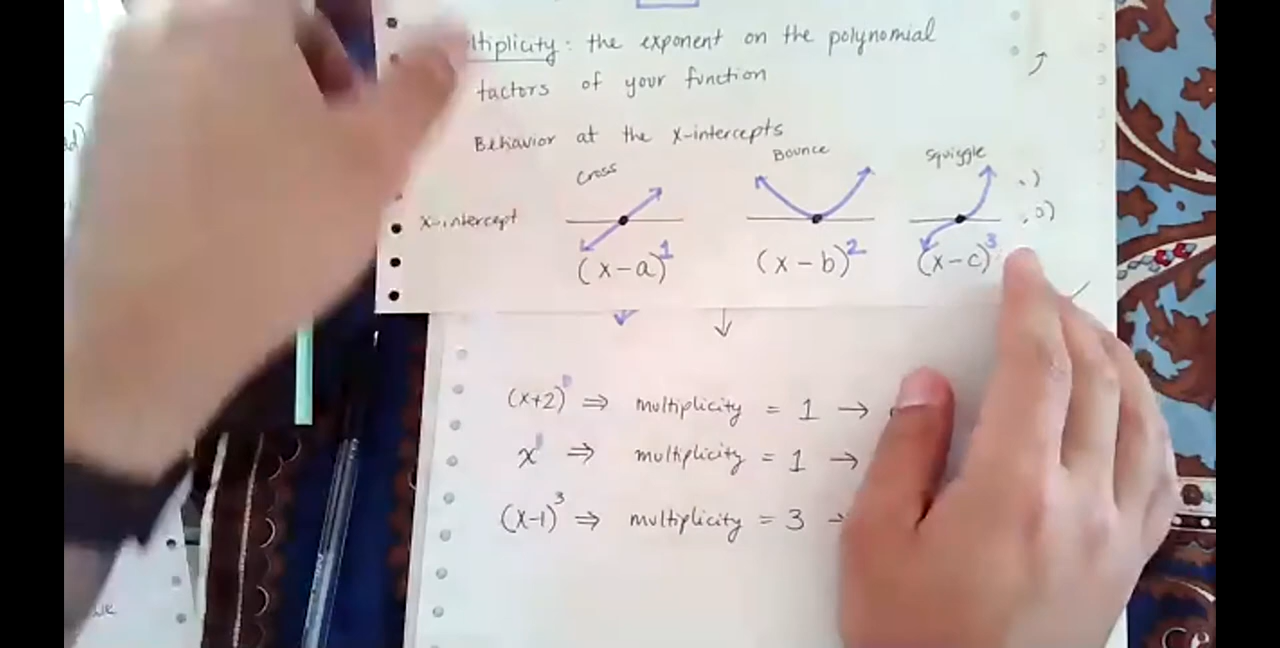 ltiplicity: the exponent on the polynomial
factors of your function
Behavior at the x-intercepts
Cross Bounce Squiggle
x-intercept
(x-a)¹ (x-b)² (x-c)³
(x+2) ⇒ multiplicity = 1 →
x ⇒ multiplicity = 1 →
(x-1)³ ⇒ multiplicity = 3 →